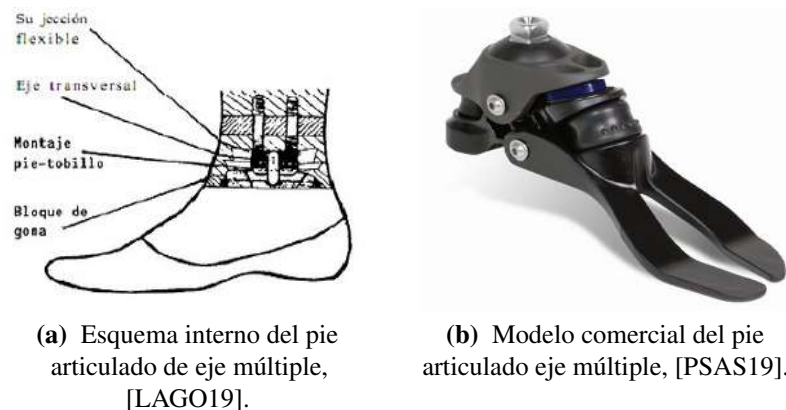 Su jección
flexible
Eje transversal
Montaje
pie-tobillo
Bloque de
goma
(a) Esquema interno del pie
articulado de eje múltiple,
[LAGO19].
(b) Modelo comercial del pie
articulado eje múltiple, [PSAS19].